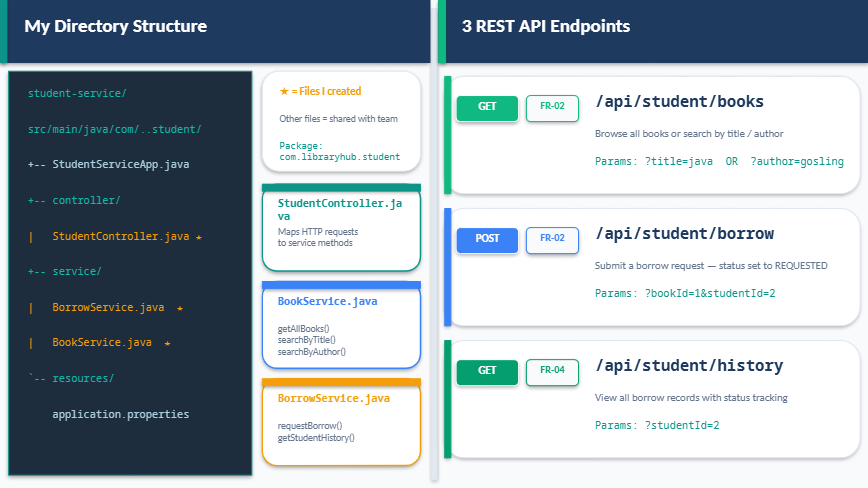 My Directory Structure
student-service/
src/main/java/com/..student/
+-- StudentServiceApp.java
+-- controller/
|   StudentController.java ★
+-- service/
|   BorrowService.java  ★
|   BookService.java  ★
`-- resources/
application.properties
★ = Files I created
Other files = shared with team
Package:
com.libraryhub.student
StudentController.ja
va
Maps HTTP requests
to service methods
BookService.java
getAllBooks()
searchByTitle()
searchByAuthor()
BorrowService.java
requestBorrow()
getStudentHistory()
3 REST API Endpoints
GET
FR-02
/api/student/books
Browse all books or search by title / author
Params: ?title=java  OR  ?author=gosling
POST
FR-02
/api/student/borrow
Submit a borrow request — status set to REQUESTED
Params: ?bookId=1&studentId=2
GET
FR-04
/api/student/history
View all borrow records with status tracking
Params: ?studentId=2